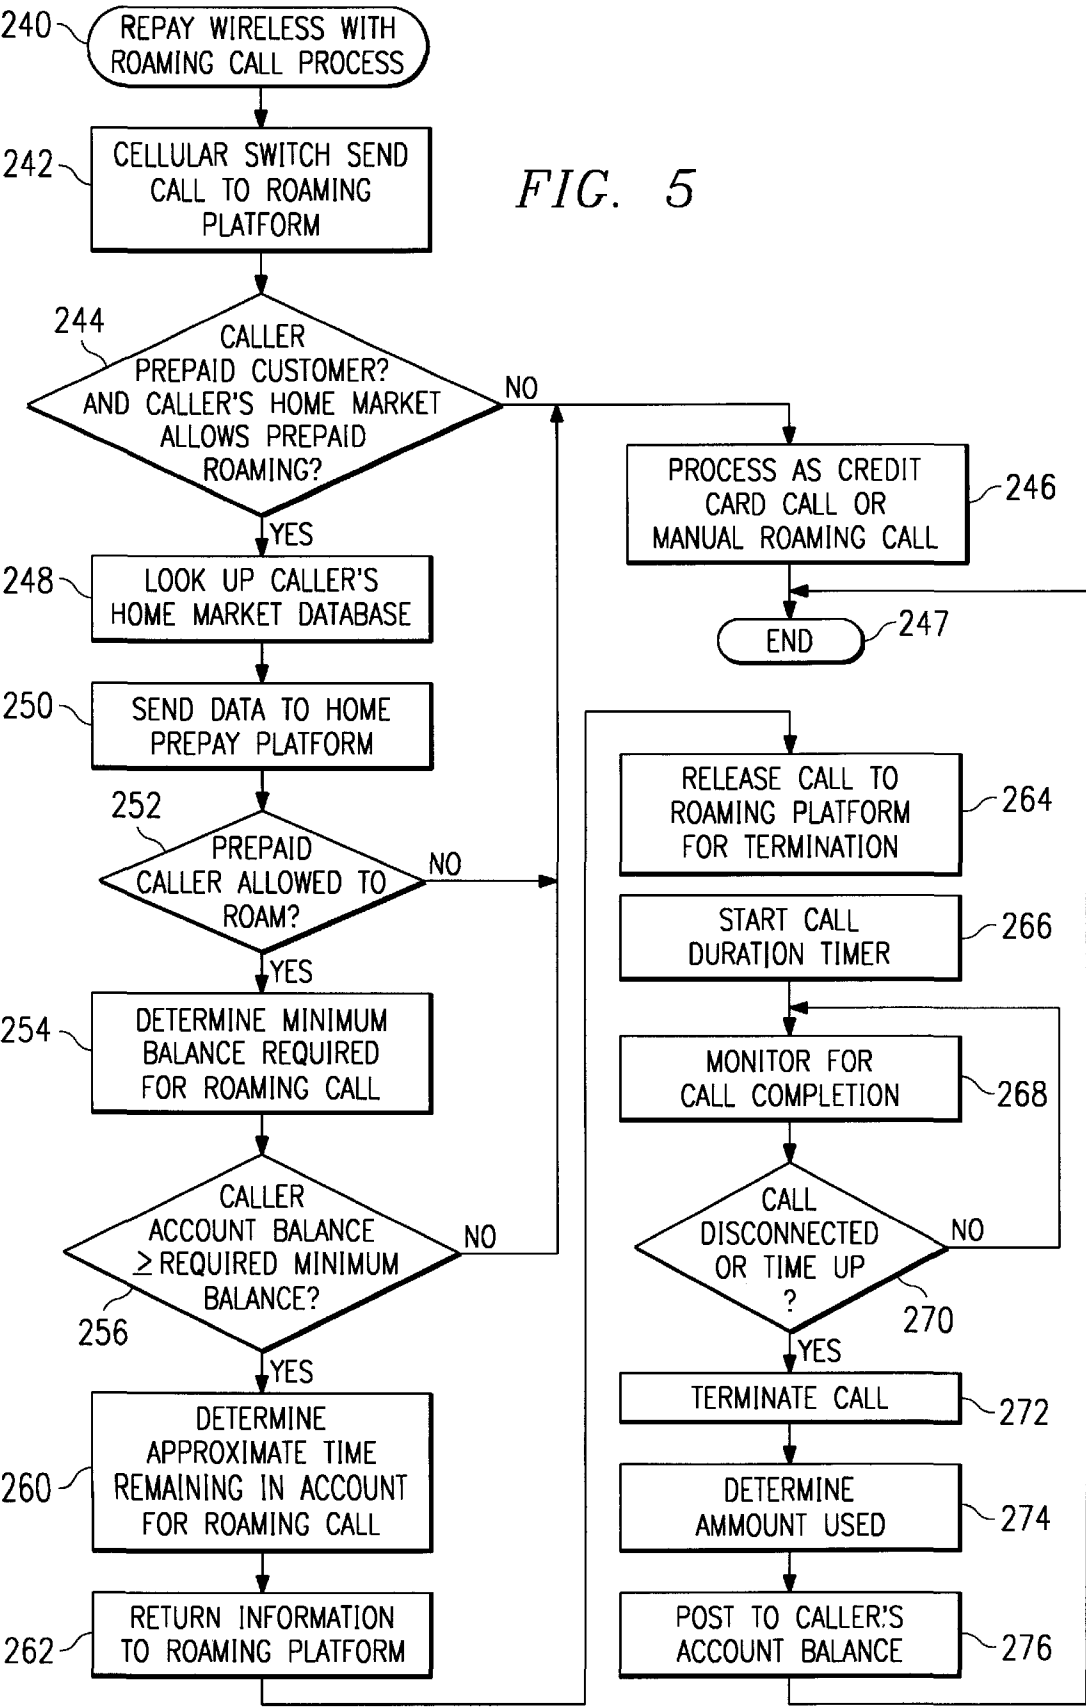 240
REPAY WIRELESS WITH
ROAMING CALL PROCESS
242
CELLULAR SWITCH SEND
CALL TO ROAMING
PLATFORM
FIG. 5
244
CALLER
PREPAID CUSTOMER?
AND CALLER'S HOME MARKET
ALLOWS PREPAID
ROAMING?
NO
YES
PROCESS AS CREDIT
CARD CALL OR
MANUAL ROAMING CALL
246
END
247
248
LOOK UP CALLER'S
HOME MARKET DATABASE
250
SEND DATA TO HOME
PREPAY PLATFORM
252
PREPAID
CALLER ALLOWED TO
ROAM?
NO
YES
254
DETERMINE MINIMUM
BALANCE REQUIRED
FOR ROAMING CALL
CALLER
ACCOUNT BALANCE
≥ REQUIRED MINIMUM
BALANCE?
256
NO
YES
260
DETERMINE
APPROXIMATE TIME
REMAINING IN ACCOUNT
FOR ROAMING CALL
262
RETURN INFORMATION
TO ROAMING PLATFORM
RELEASE CALL TO
ROAMING PLATFORM
FOR TERMINATION
264
START CALL
DURATION TIMER
266
MONITOR FOR
CALL COMPLETION
268
CALL
DISCONNECTED
OR TIME UP
?
NO
270
YES
TERMINATE CALL
272
DETERMINE
AMMOUNT USED
274
POST TO CALLER'S
ACCOUNT BALANCE
276